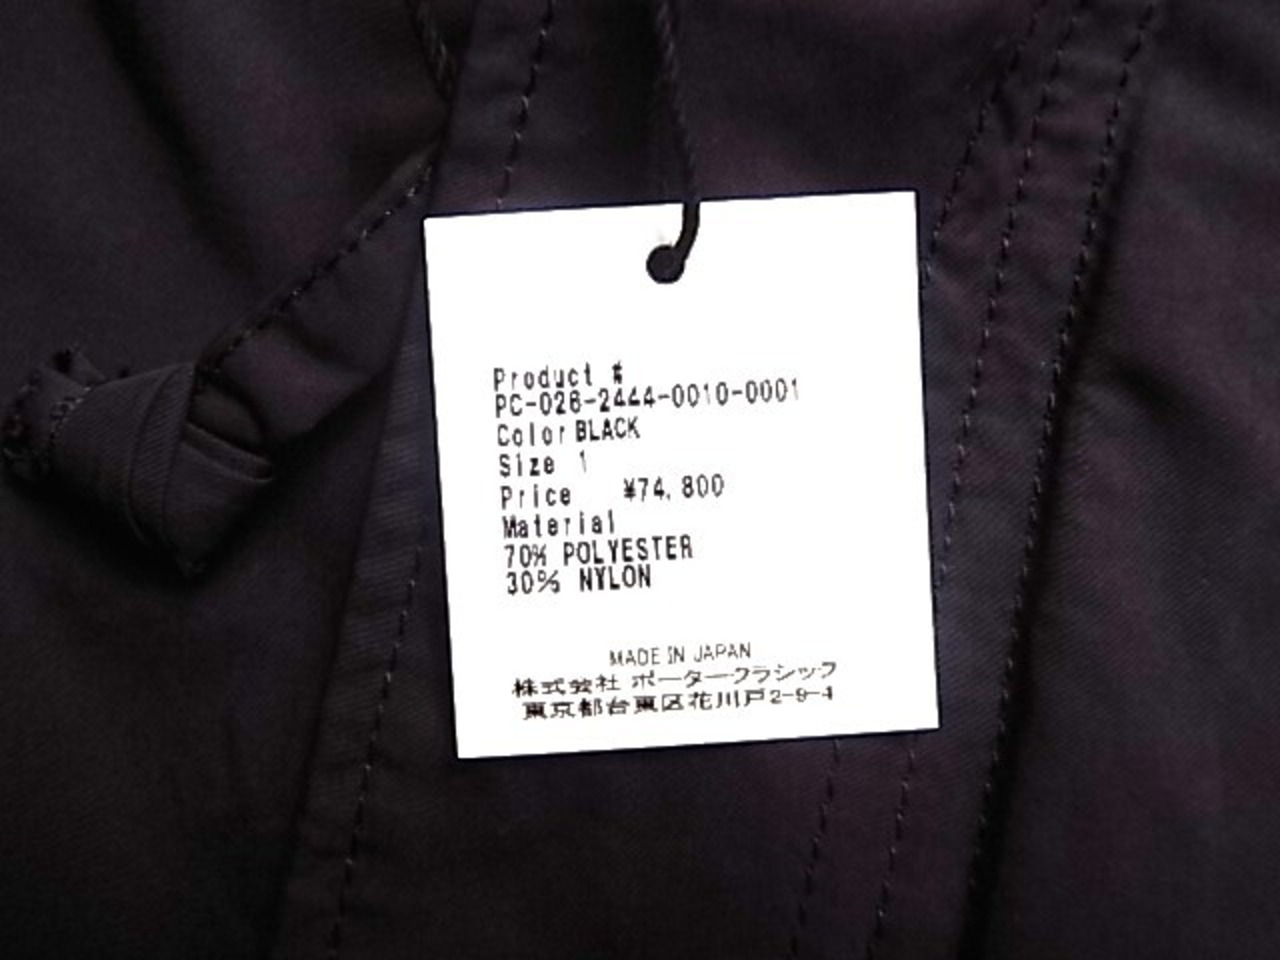 Product #
PC-026-2444-0010-0001
Color BLACK
Size 1
Price ¥74,800
Material
70% POLYESTER
30% NYLON
MADE IN JAPAN
株式会社 ポータークラシック
東京都台東区花川戸2-9-4